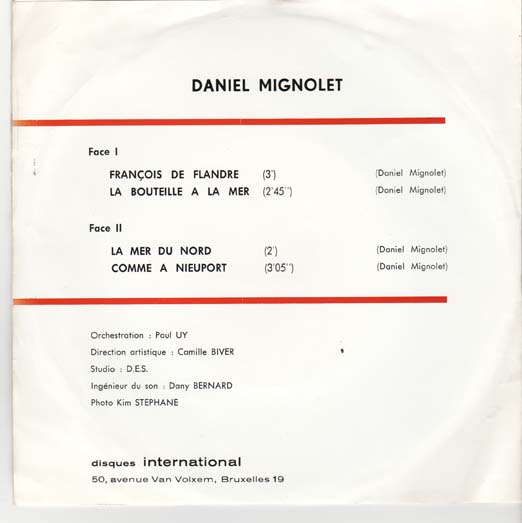 DANIEL MIGNOLET
Face I
FRANÇOIS DE FLANDRE (3') (Daniel Mignolet)
LA BOUTEILLE A LA MER (2'45'') (Daniel Mignolet)
Face II
LA MER DU NORD (2') (Daniel Mignolet)
COMME A NIEUPORT (3'05'') (Daniel Mignolet)
Orchestration : Paul UY
Direction artistique : Camille BIVER
Studio : D.E.S.
Ingénieur du son : Dany BERNARD
Photo Kim STEPHANE
disques international
50, avenue Van Volxem, Bruxelles 19